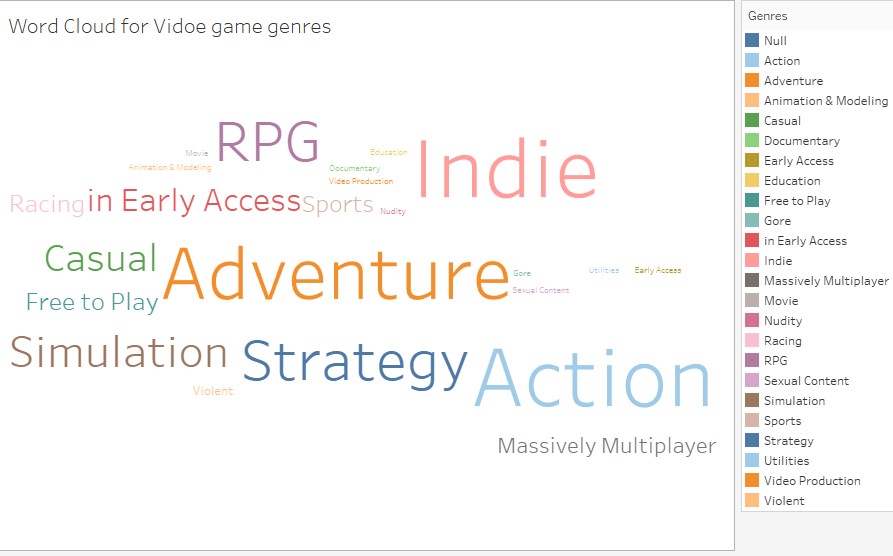 Word Cloud for Vidoe game genres
RPG
Movie
Education
Animation & Modeling
Documentary
Video Production
Indie
Racing
in Early Access
Sports
Nudity
Casual
Adventure
Gore
Utilities
Early Access
Sexual Content
Free to Play
Simulation
Strategy
Action
Violent
Massively Multiplayer
Genres
Null
Action
Adventure
Animation & Modeling
Casual
Documentary
Early Access
Education
Free to Play
Gore
in Early Access
Indie
Massively Multiplayer
Movie
Nudity
Racing
RPG
Sexual Content
Simulation
Sports
Strategy
Utilities
Video Production
Violent